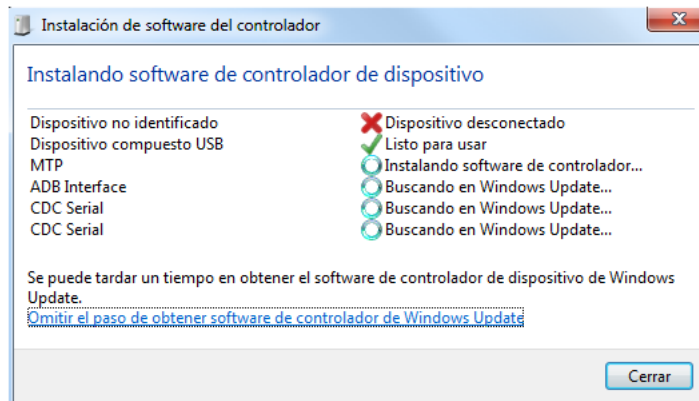 Instalación de software del controlador
Instalando software de controlador de dispositivo
Dispositivo no identificado Dispositivo desconectado
Dispositivo compuesto USB Listo para usar
MTP Instalando software de controlador...
ADB Interface Buscando en Windows Update...
CDC Serial Buscando en Windows Update...
CDC Serial Buscando en Windows Update...
Se puede tardar un tiempo en obtener el software de controlador de dispositivo de Windows
Update.
Omitir el paso de obtener software de controlador de Windows Update
Cerrar